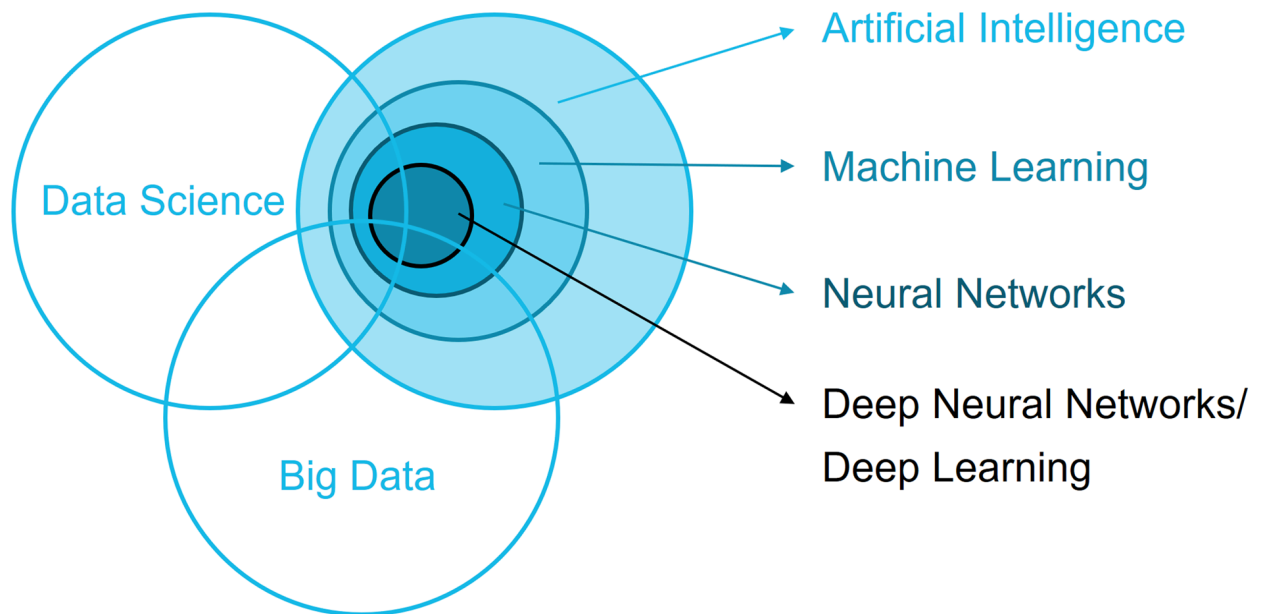 Artificial Intelligence
Machine Learning
Data Science
Neural Networks
Deep Neural Networks/
Deep Learning
Big Data